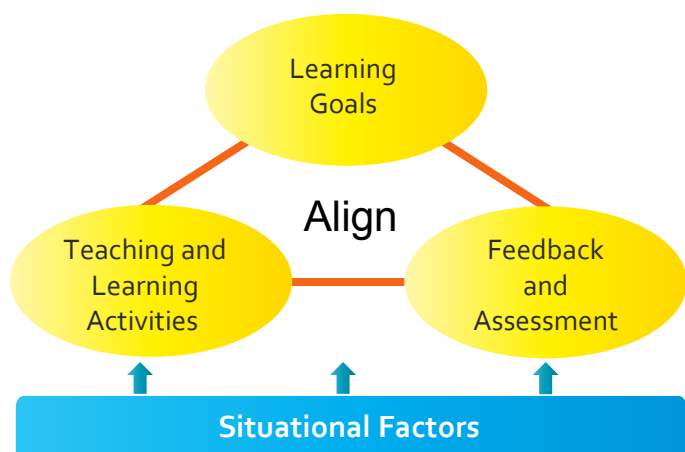 Learning
Goals
Align
Teaching and
Learning
Activities
Feedback
and
Assessment
Situational Factors